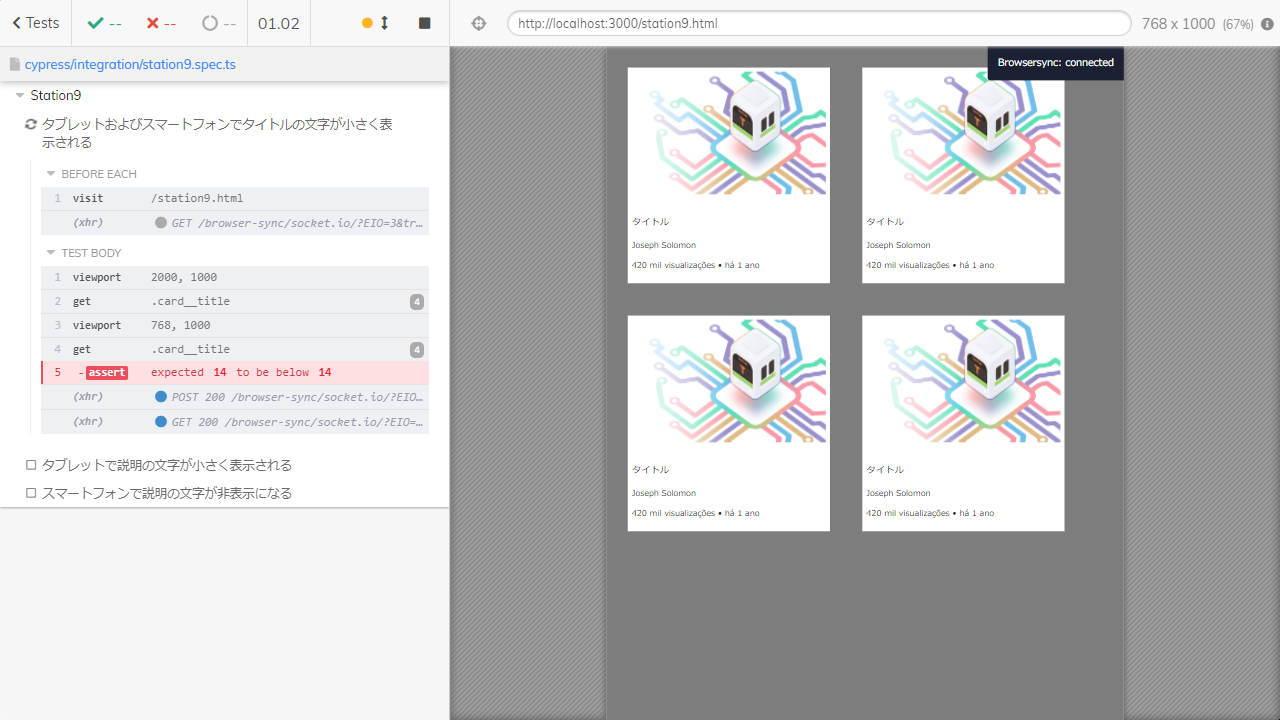 Tests
--
--
--
01.02
http://localhost:3000/station9.html
768 x 1000 (67%)
cypress/integration/station9.spec.ts
Browsersync: connected
Station9
タブレットおよびスマートフォンでタイトルの文字が小さく表
示される
BEFORE EACH
1 visit /station9.html
(xhr) GET /browser-sync/socket.io/?EIO=3&tr…
TEST BODY
1 viewport 2000, 1000
2 get .card__title 4
3 viewport 768, 1000
4 get .card__title 4
5 -assert expected 14 to be below 14
(xhr) POST 200 /browser-sync/socket.io/?EIO…
(xhr) GET 200 /browser-sync/socket.io/?EIO=…
タブレットで説明の文字が小さく表示される
スマートフォンで説明の文字が非表示になる
タイトル
Joseph Solomon
420 mil visualizações • há 1 ano
タイトル
Joseph Solomon
420 mil visualizações • há 1 ano
タイトル
Joseph Solomon
420 mil visualizações • há 1 ano
タイトル
Joseph Solomon
420 mil visualizações • há 1 ano